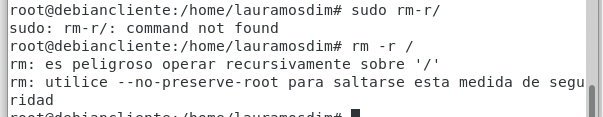 root@debiancliente:/home/lauramosdim# sudo rm-r/
sudo: rm-r/: command not found
root@debiancliente:/home/lauramosdim# rm -r /
rm: es peligroso operar recursivamente sobre '/'
rm: utilice --no-preserve-root para saltarse esta medida de segu
ridad
root@debiancliente:/home/lauramosdim#